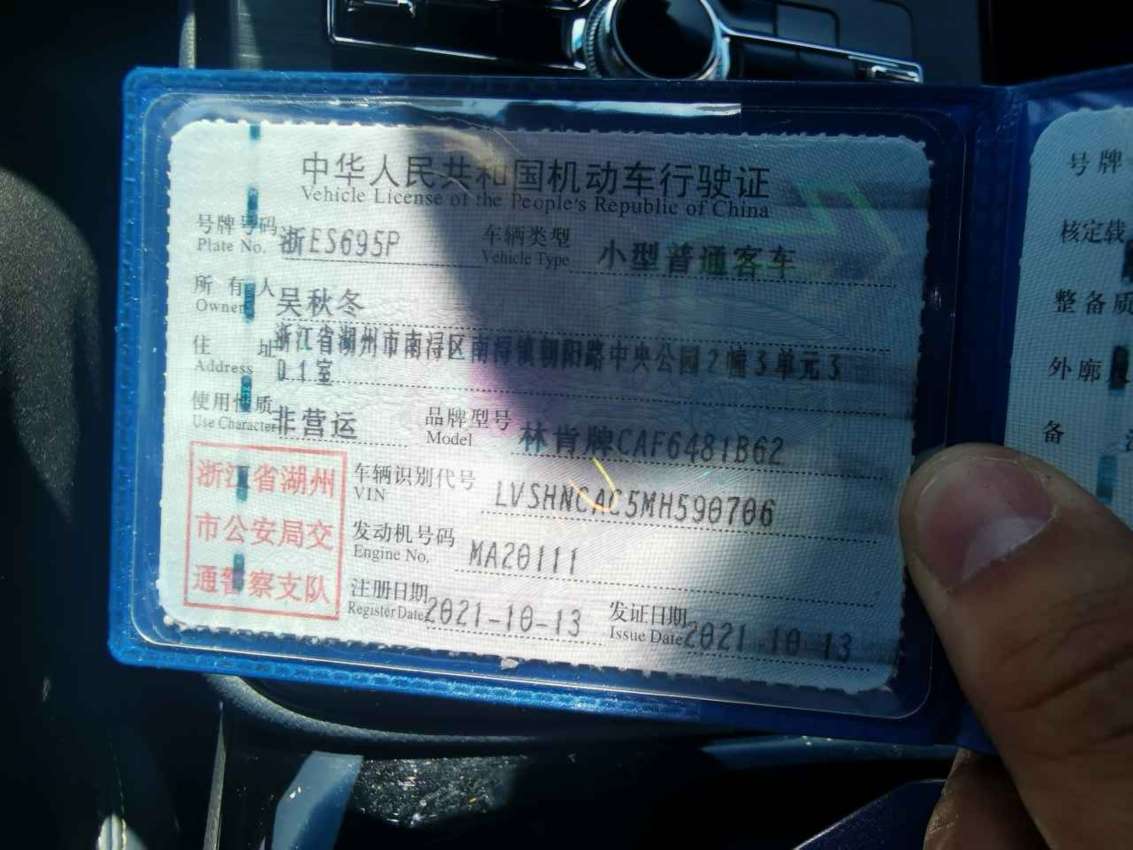 中华人民共和国机动车行驶证
Vehicle License of the People's Republic of China
号牌号码 浙ES695P 车辆类型 小型普通客车
Plate No. Vehicle Type
所有人 吴秋冬
Owner
住址 浙江省湖州市南浔区南浔镇朝阳路中央公园2幢3单元3
Address 01室
使用性质 非营运 品牌型号 林肯牌CAF6481B62
Use Character Model
浙江省湖州
市公安局交
通警察支队
车辆识别代号 LVSHNCAC5MH590706
VIN
发动机号码 MA20111
Engine No.
注册日期 2021-10-13 发证日期 2021-10-13
Register Date Issue Date
号牌
核定载
整备质
外廓
备